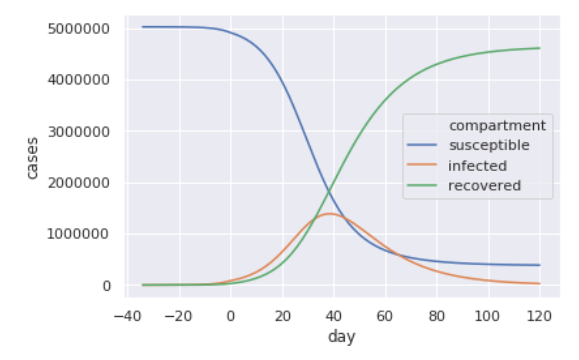 5000000
4000000
3000000
2000000
1000000
0
cases
compartment
susceptible
infected
recovered
−40 −20 0 20 40 60 80 100 120
day